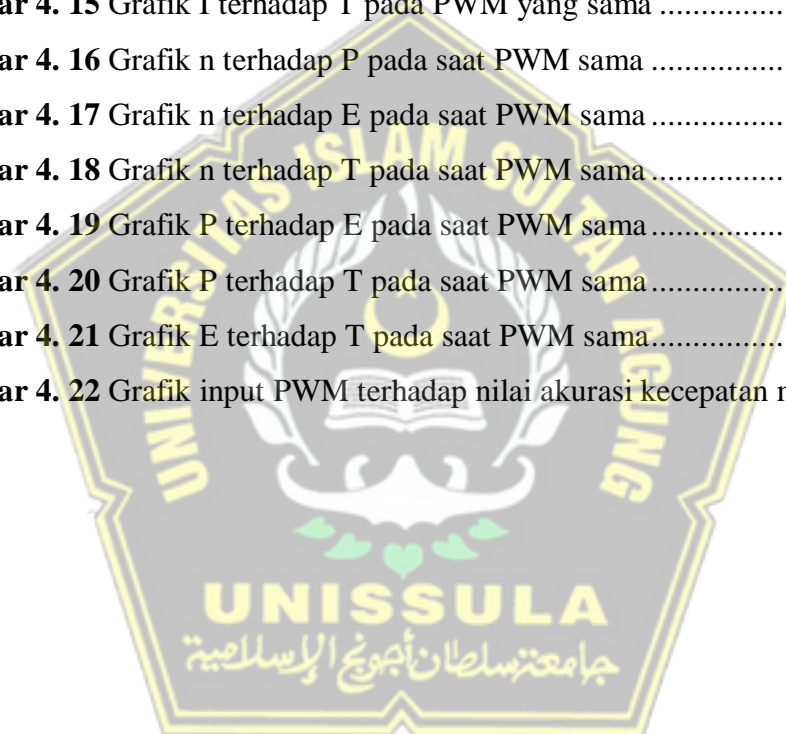 ar 4. 15 Grafik I terhadap T pada PWM yang sama ................
ar 4. 16 Grafik n terhadap P pada saat PWM sama ................
ar 4. 17 Grafik n terhadap E pada saat PWM sama ................
ar 4. 18 Grafik n terhadap T pada saat PWM sama ................
ar 4. 19 Grafik P terhadap E pada saat PWM sama ................
ar 4. 20 Grafik P terhadap T pada saat PWM sama ................
ar 4. 21 Grafik E terhadap T pada saat PWM sama ................
ar 4. 22 Grafik input PWM terhadap nilai akurasi kecepatan
UNIVERSITAS ISLAM SULTAN AGUNG
UNISSULA
جامعة سلطان أجونج الإسلامية